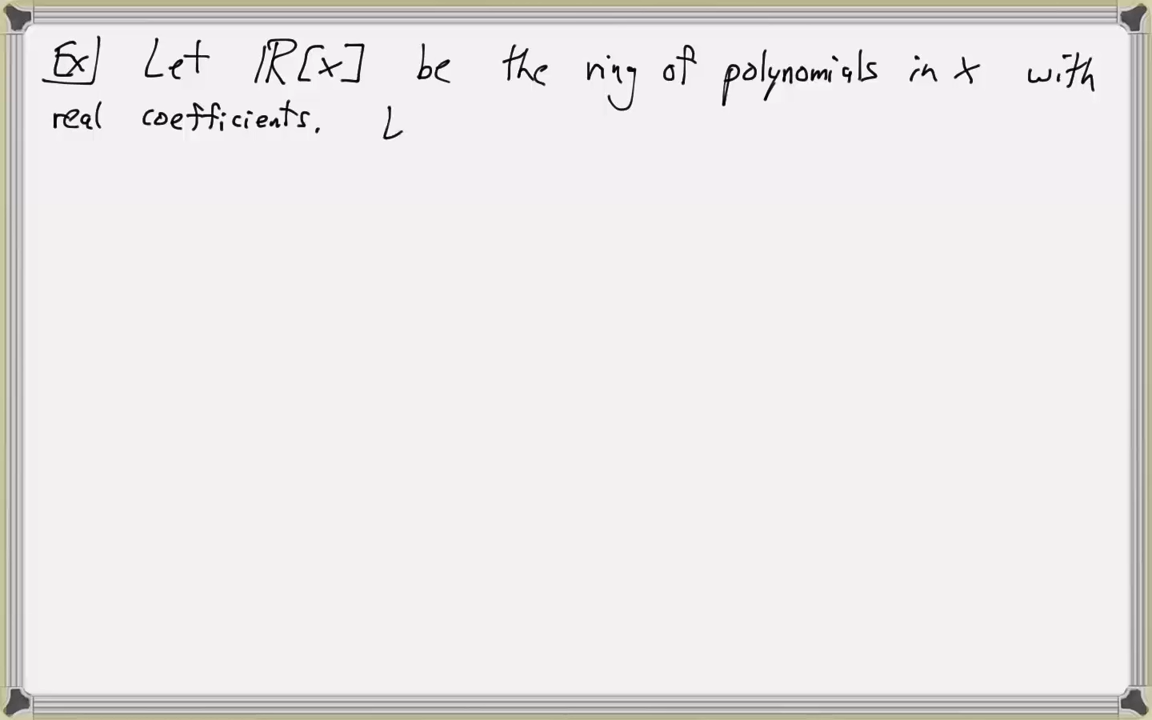 Ex Let ℝ[x] be the ring of polynomials in x with
real coefficients. L